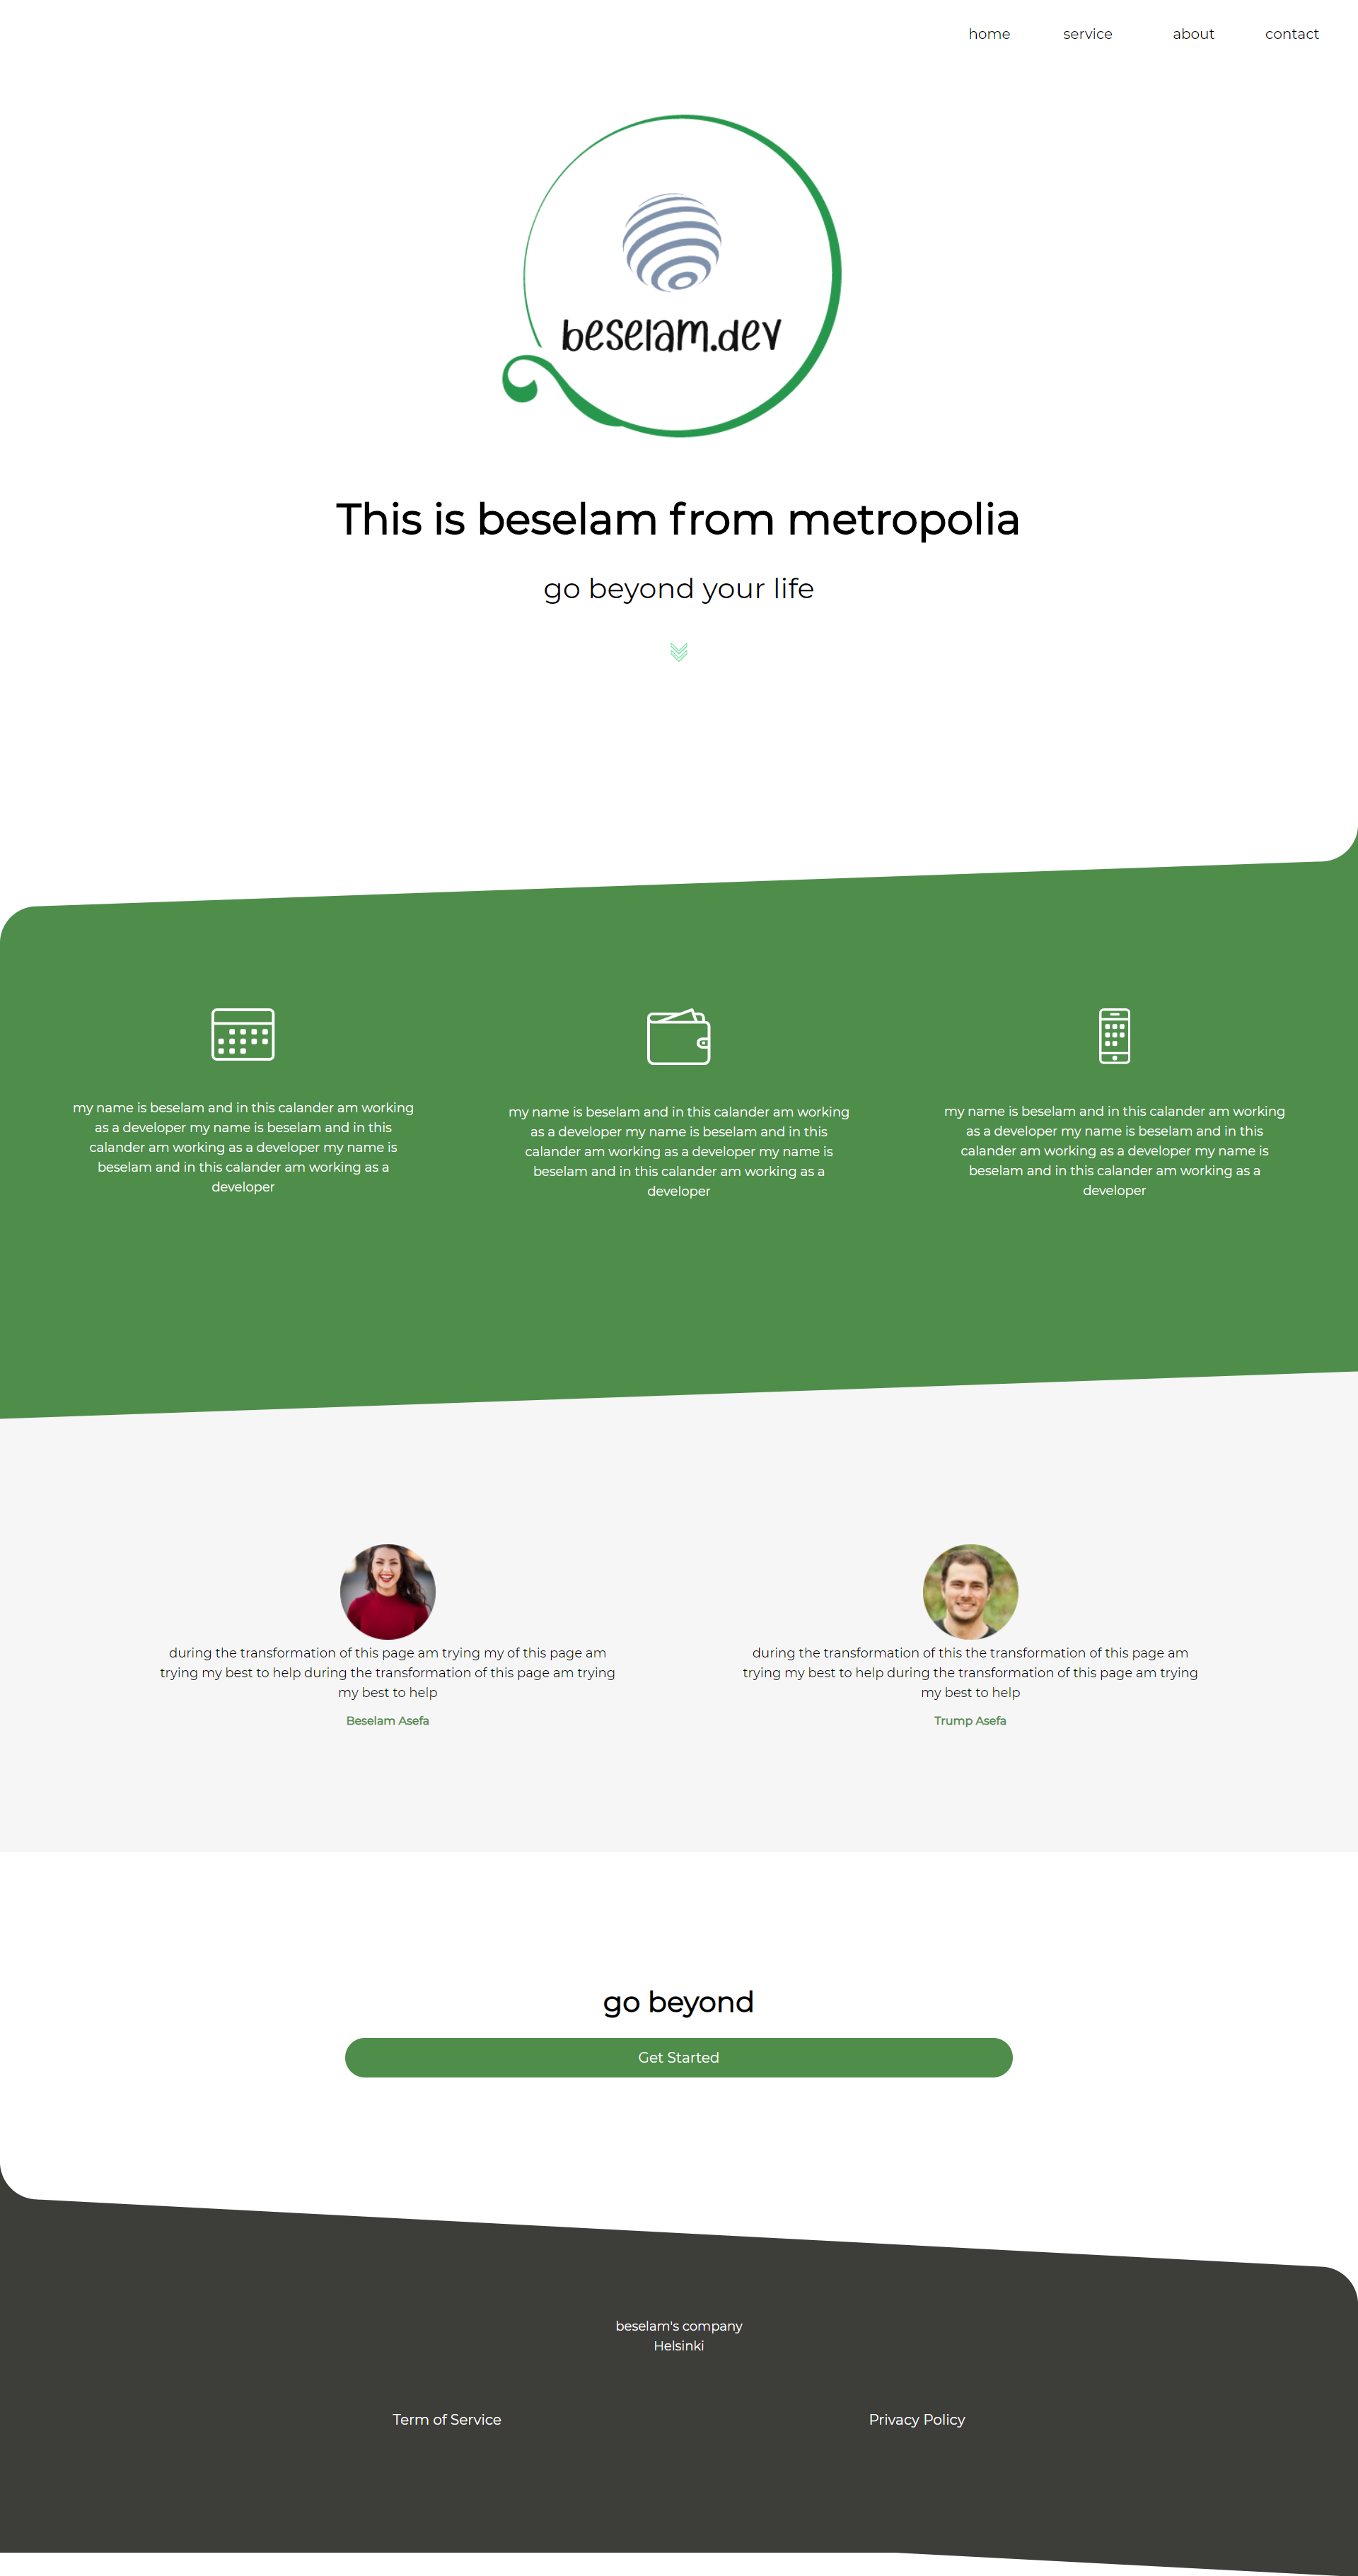 home service about contact
beselam.dev
This is beselam from metropolia
go beyond your life
my name is beselam and in this calander am working
as a developer my name is beselam and in this
calander am working as a developer my name is
beselam and in this calander am working as a
developer
my name is beselam and in this calander am working
as a developer my name is beselam and in this
calander am working as a developer my name is
beselam and in this calander am working as a
developer
my name is beselam and in this calander am working
as a developer my name is beselam and in this
calander am working as a developer my name is
beselam and in this calander am working as a
developer
during the transformation of this page am trying my of this page am
trying my best to help during the transformation of this page am trying
my best to help
Beselam Asefa
during the transformation of this the transformation of this page am
trying my best to help during the transformation of this page am trying
my best to help
Trump Asefa
go beyond
Get Started
beselam's company
Helsinki
Term of Service
Privacy Policy